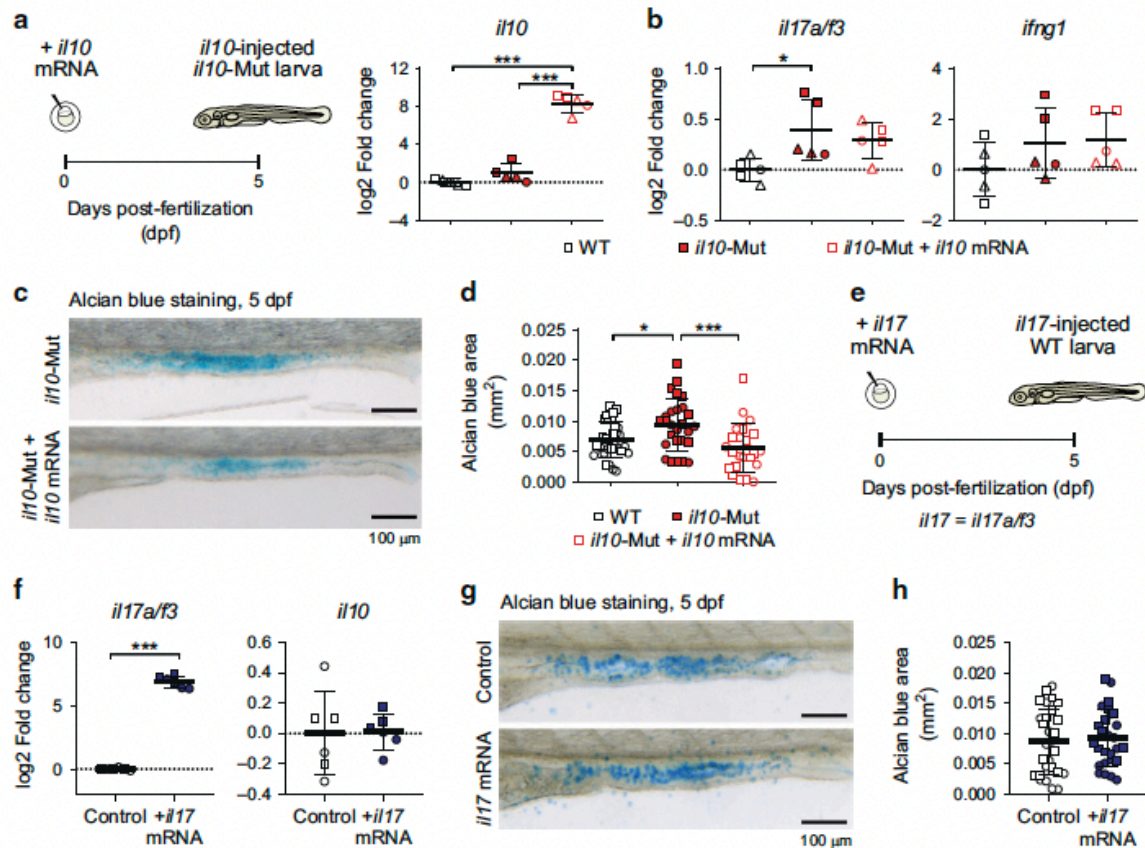 a
+ il10
mRNA
il10-injected
il10-Mut larva
0
5
Days post-fertilization
(dpf)
il10
log2 Fold change
12
8
4
0
–4
***
***
b
il17a/f3
log2 Fold change
1.0
0.5
0.0
–0.5
*
ifng1
4
2
0
–2
WT
il10-Mut
il10-Mut + il10 mRNA
c
Alcian blue staining, 5 dpf
il10-Mut
il10-Mut +
il10 mRNA
100 μm
d
Alcian blue area
(mm2)
0.025
0.020
0.015
0.010
0.005
0.000
*
***
WT
il10-Mut
il10-Mut + il10 mRNA
e
+ il17
mRNA
il17-injected
WT larva
0
5
Days post-fertilization (dpf)
il17 = il17a/f3
f
il17a/f3
log2 Fold change
10
5
0
***
Control +il17
mRNA
il10
0.6
0.4
0.2
0.0
–0.2
–0.4
Control +il17
mRNA
g
Alcian blue staining, 5 dpf
Control
il17 mRNA
100 μm
h
Alcian blue area
(mm2)
0.025
0.020
0.015
0.010
0.005
0.000
Control +il17
mRNA